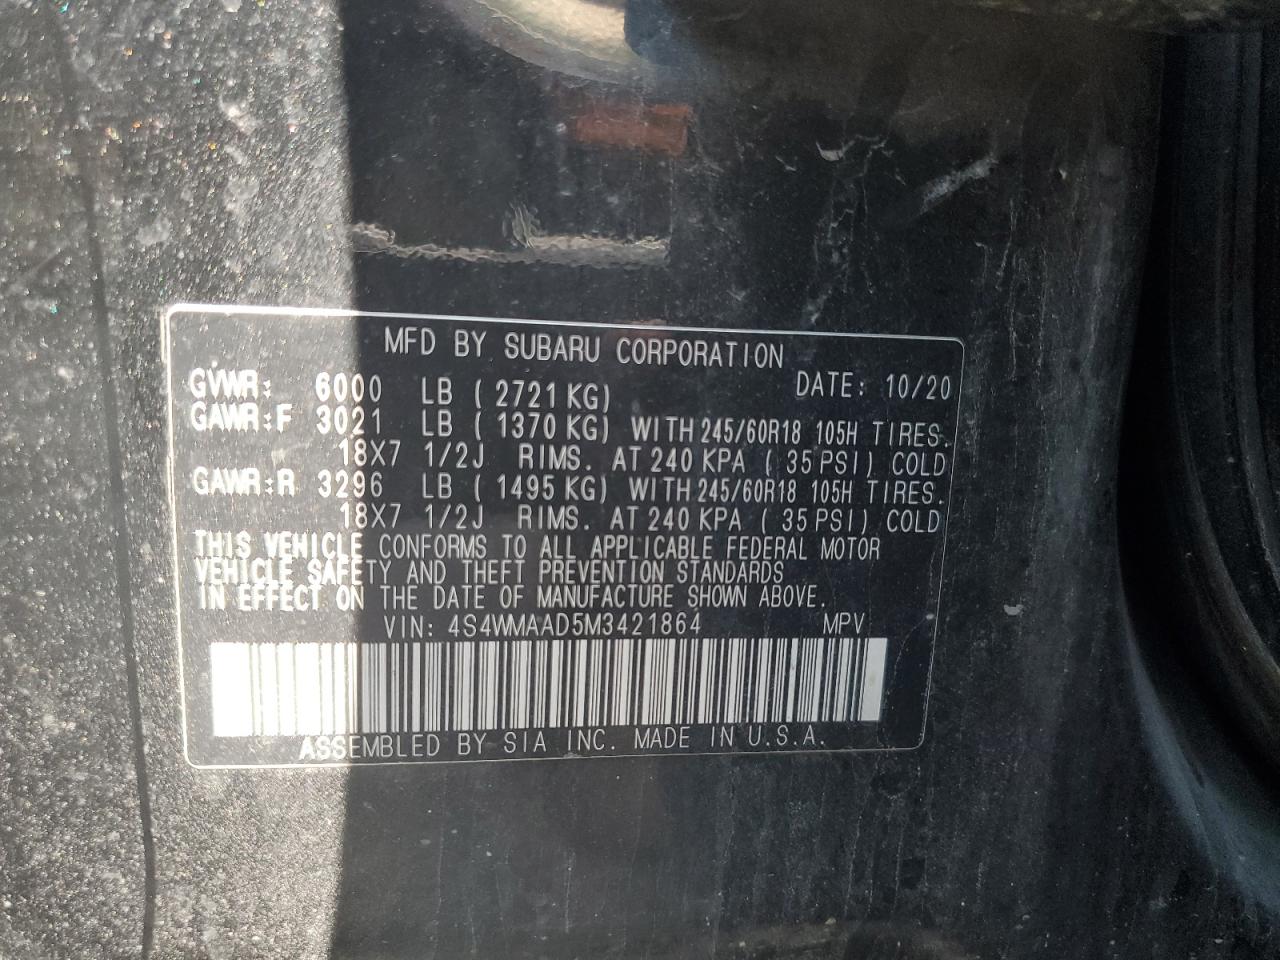 MFD BY SUBARU CORPORATION
GVWR: 6000 LB ( 2721 KG) DATE: 10/20
GAWR:F 3021 LB ( 1370 KG) WITH 245/60R18 105H TIRES.
18X7 1/2J RIMS. AT 240 KPA ( 35 PSI) COLD
GAWR:R 3296 LB ( 1495 KG) WITH 245/60R18 105H TIRES.
18X7 1/2J RIMS. AT 240 KPA ( 35 PSI) COLD
THIS VEHICLE CONFORMS TO ALL APPLICABLE FEDERAL MOTOR
VEHICLE SAFETY AND THEFT PREVENTION STANDARDS
IN EFFECT ON THE DATE OF MANUFACTURE SHOWN ABOVE.
VIN: 4S4WMAAD5M3421864 MPV
ASSEMBLED BY SIA INC. MADE IN U.S.A.